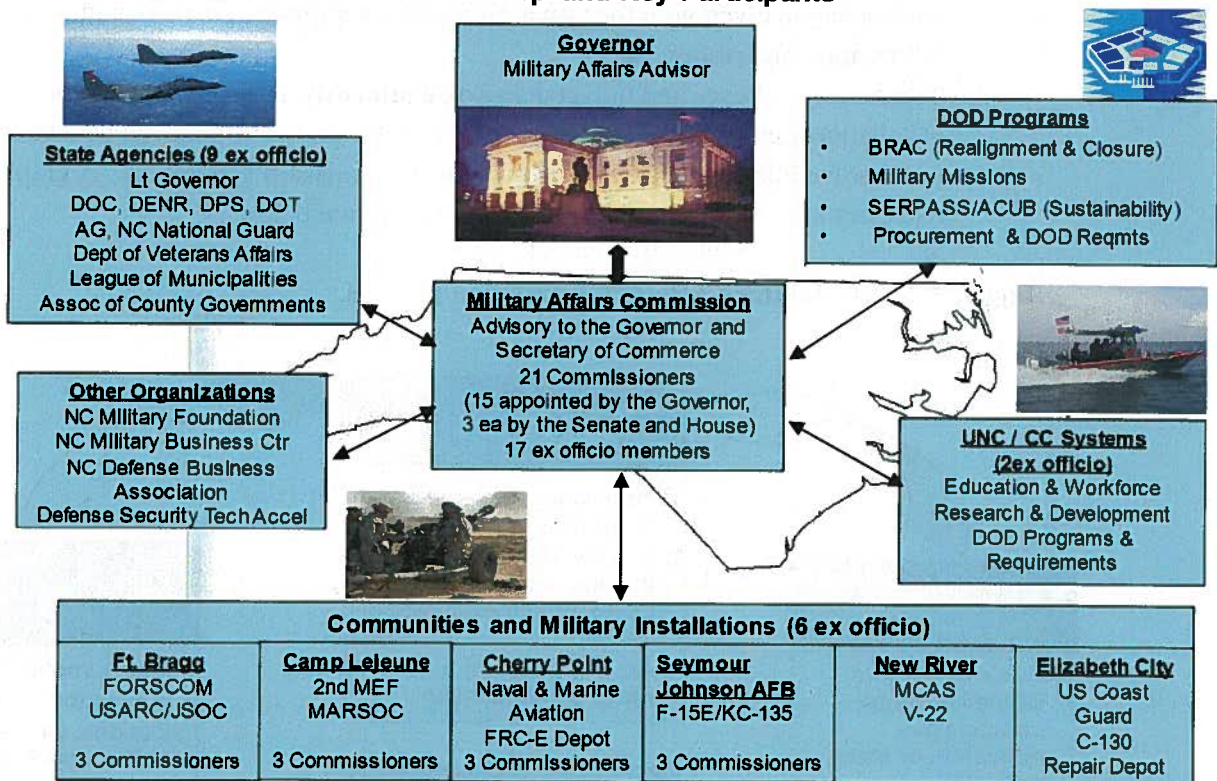 Governor
Military Affairs Advisor
State Agencies (9 ex officio)
Lt Governor
DOC, DENR, DPS, DOT
AG, NC National Guard
Dept of Veterans Affairs
League of Municipalities
Assoc of County Governments
DOD Programs
• BRAC (Realignment & Closure)
• Military Missions
• SERPASS/ACUB (Sustainability)
• Procurement & DOD Reqmts
Military Affairs Commission
Advisory to the Governor and
Secretary of Commerce
21 Commissioners
(15 appointed by the Governor,
3 ea by the Senate and House)
17 ex officio members
Other Organizations
NC Military Foundation
NC Military Business Ctr
NC Defense Business
Association
Defense Security Tech Accel
UNC / CC Systems
(2ex officio)
Education & Workforce
Research & Development
DOD Programs &
Requirements
Communities and Military Installations (6 ex officio)
Ft. Bragg
FORSCOM
USARC/JSOC
3 Commissioners
Camp Lejeune
2nd MEF
MARSOC
3 Commissioners
Cherry Point
Naval & Marine
Aviation
FRC-E Depot
3 Commissioners
Seymour
Johnson AFB
F-15E/KC-135
3 Commissioners
New River
MCAS
V-22
Elizabeth City
US Coast
Guard
C-130
Repair Depot